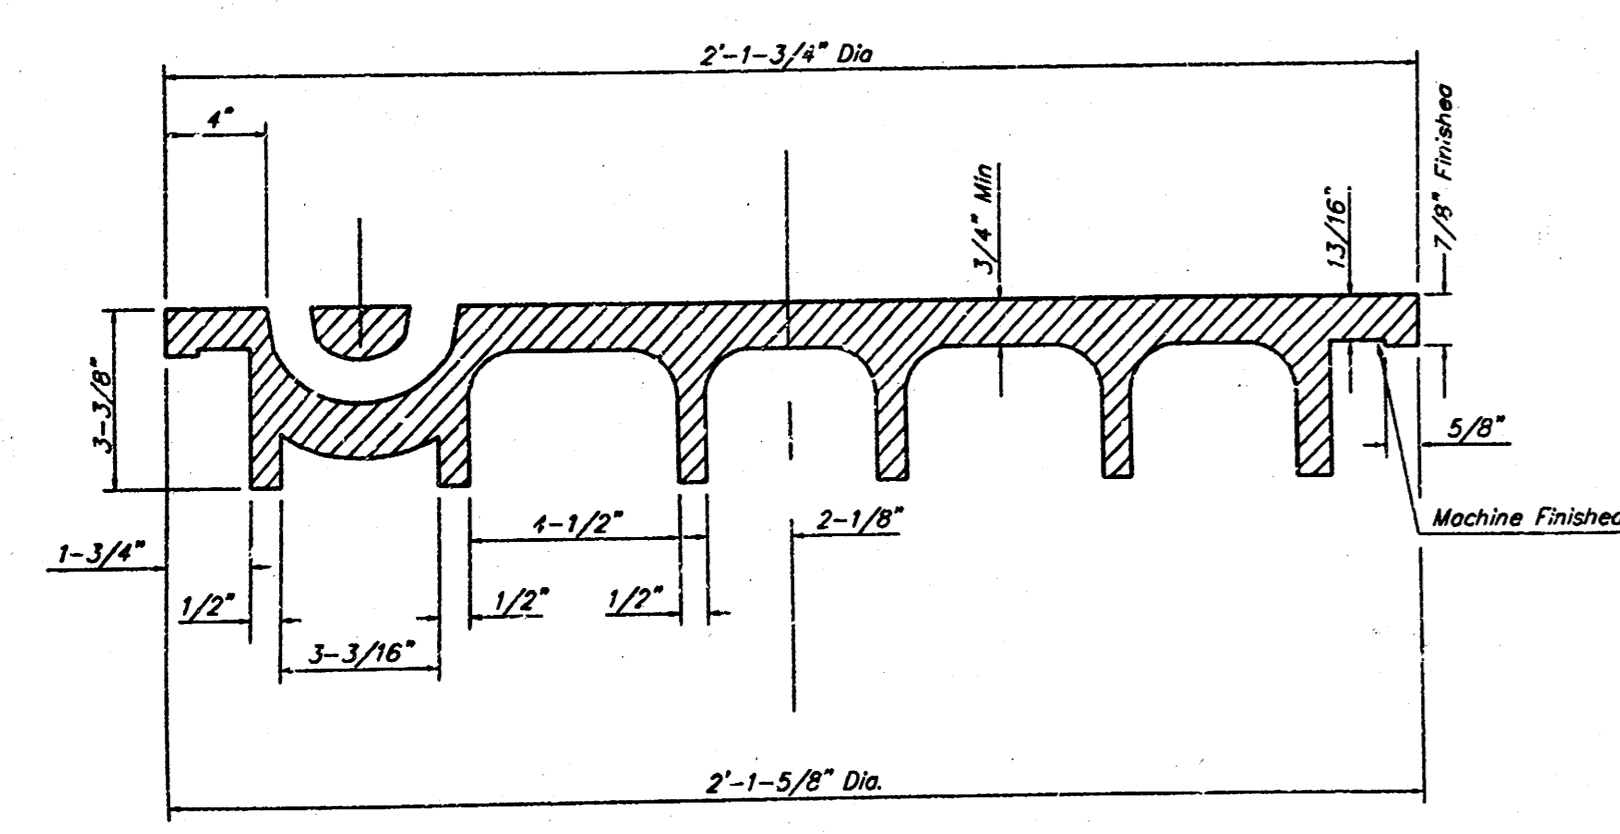 2'-1-3/4" Dia
4"
7/8" Finished
3/4" Min
13/16"
3-3/8"
5/8"
4-1/2"
2-1/8"
Machine Finished
1-3/4"
1/2"
1/2"
1/2"
3-3/16"
2'-1-5/8" Dia.